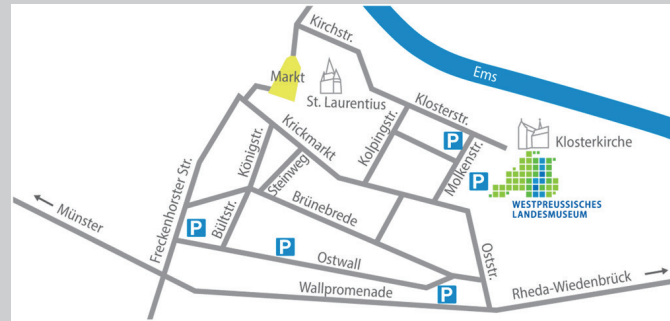 Kirchstr.
Ems
Markt
St. Laurentius
Klosterstr.
Kolpingstr.
P
Klosterkirche
Krickmarkt
Königstr.
Steinweg
Molkenstr.
P
WESTPREUSSISCHES
LANDESMUSEUM
Freckenhorster Str.
Münster
Bültstr.
Brünebrede
P
P
Ostwall
Oststr.
Wallpromenade
P
Rheda-Wiedenbrück